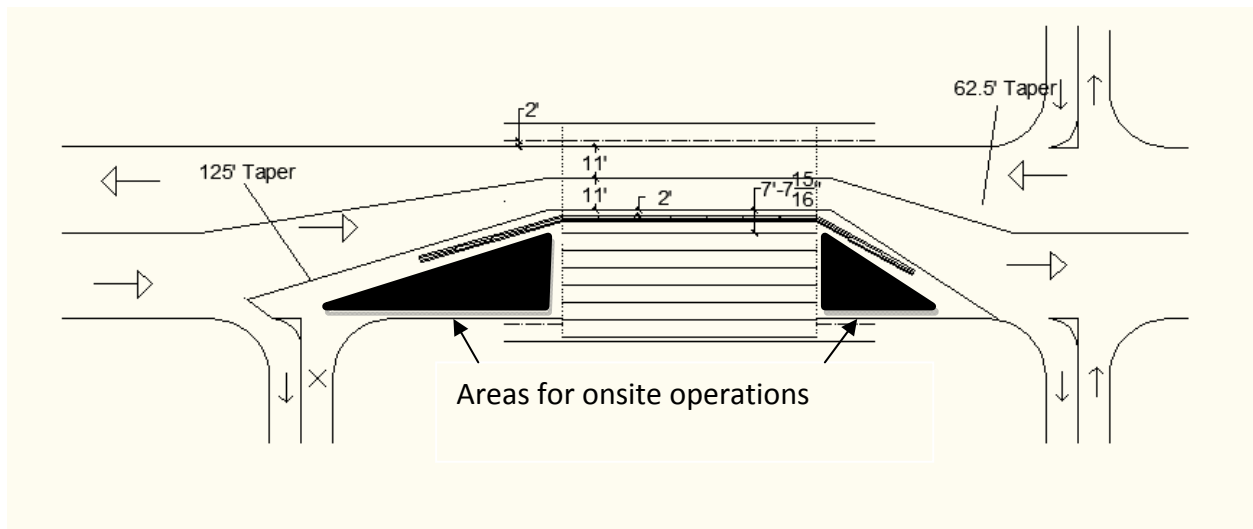 2'
62.5' Taper
125' Taper
11'
11'
2'
7'-7 15/16"
Areas for onsite operations